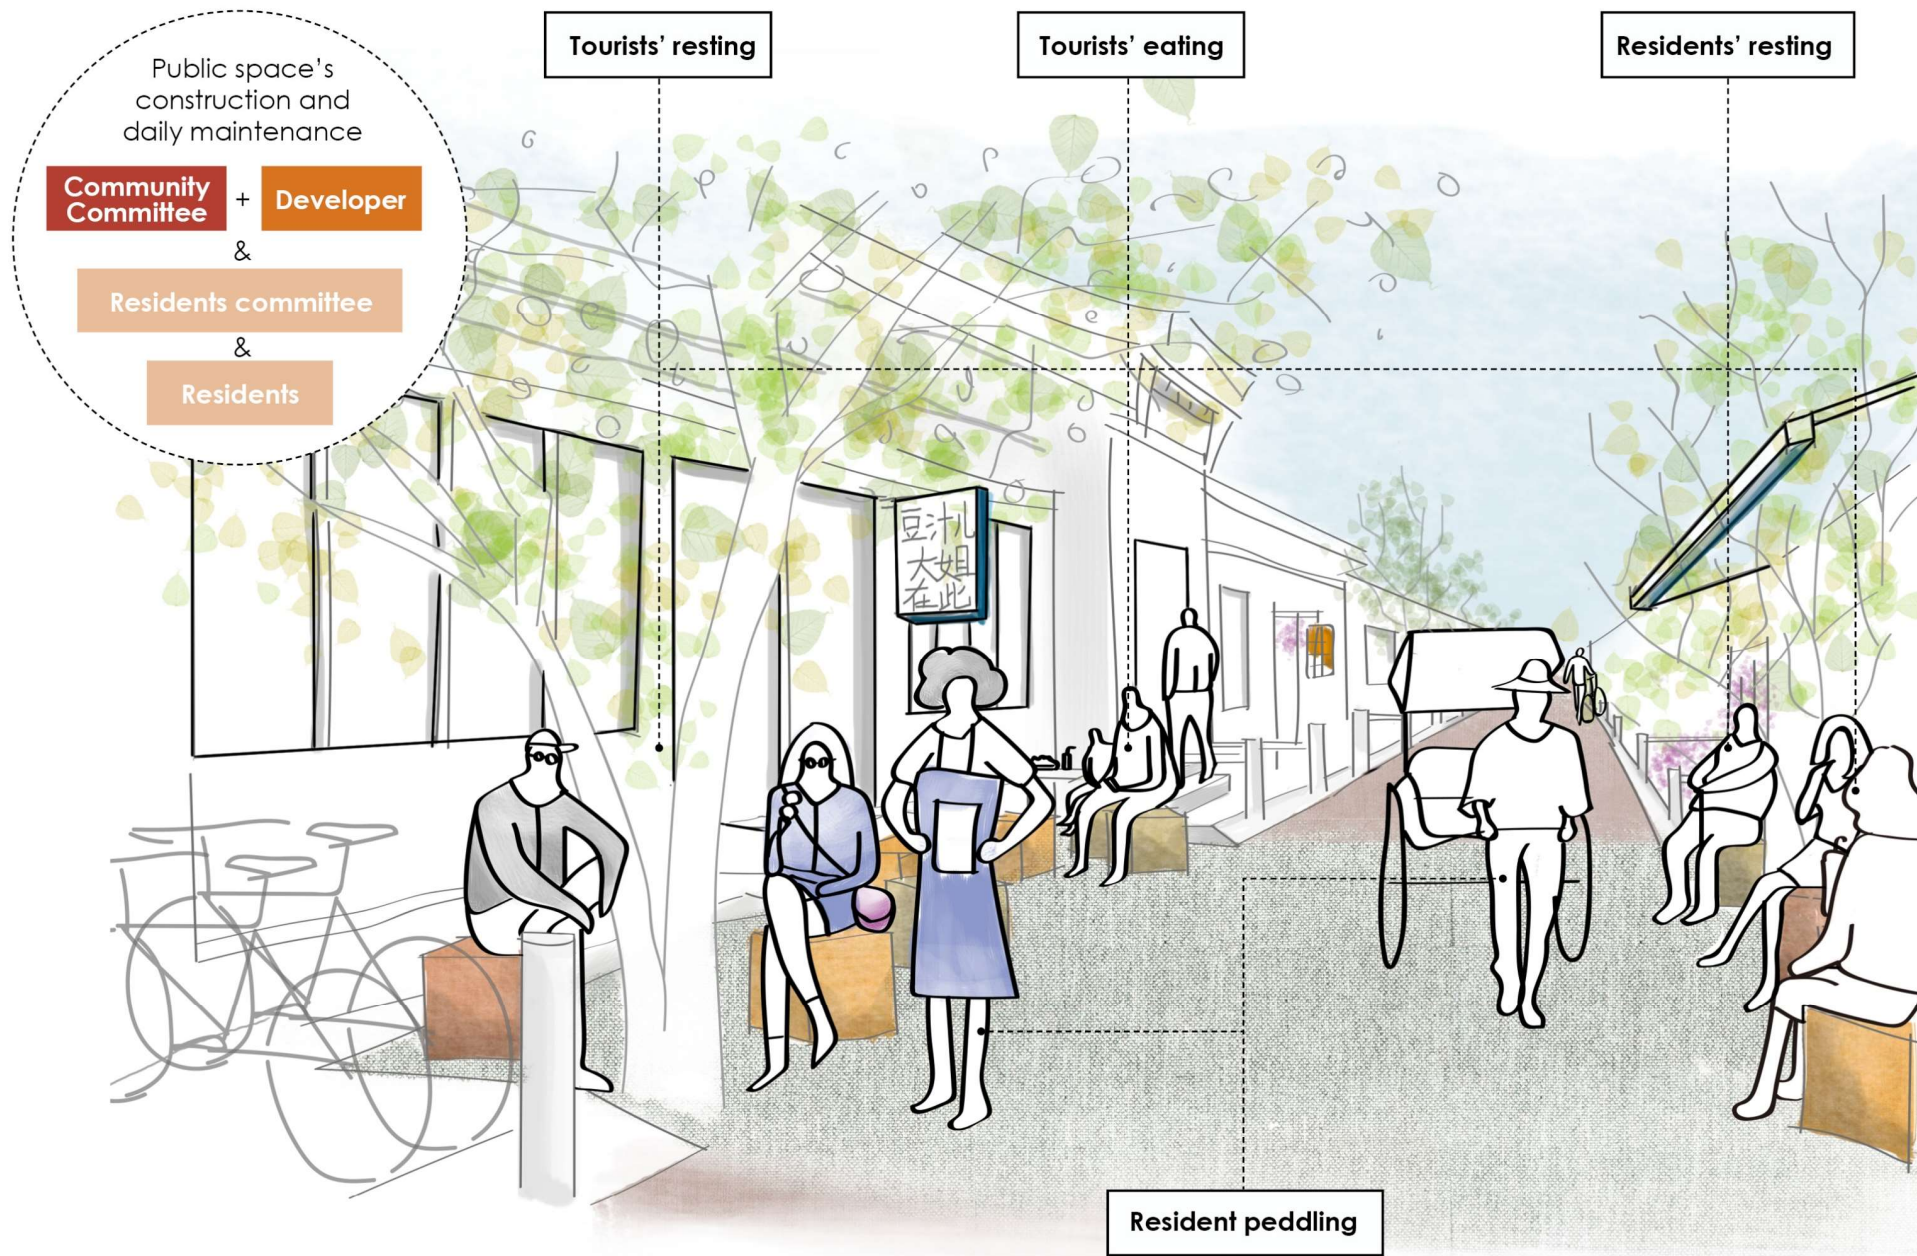 Tourists’ resting
Tourists’ eating
Residents’ resting
Public space’s
construction and
daily maintenance
Community
Committee
+
Developer
&
Residents committee
&
Residents
豆汁儿
大姐
在此
Resident peddling